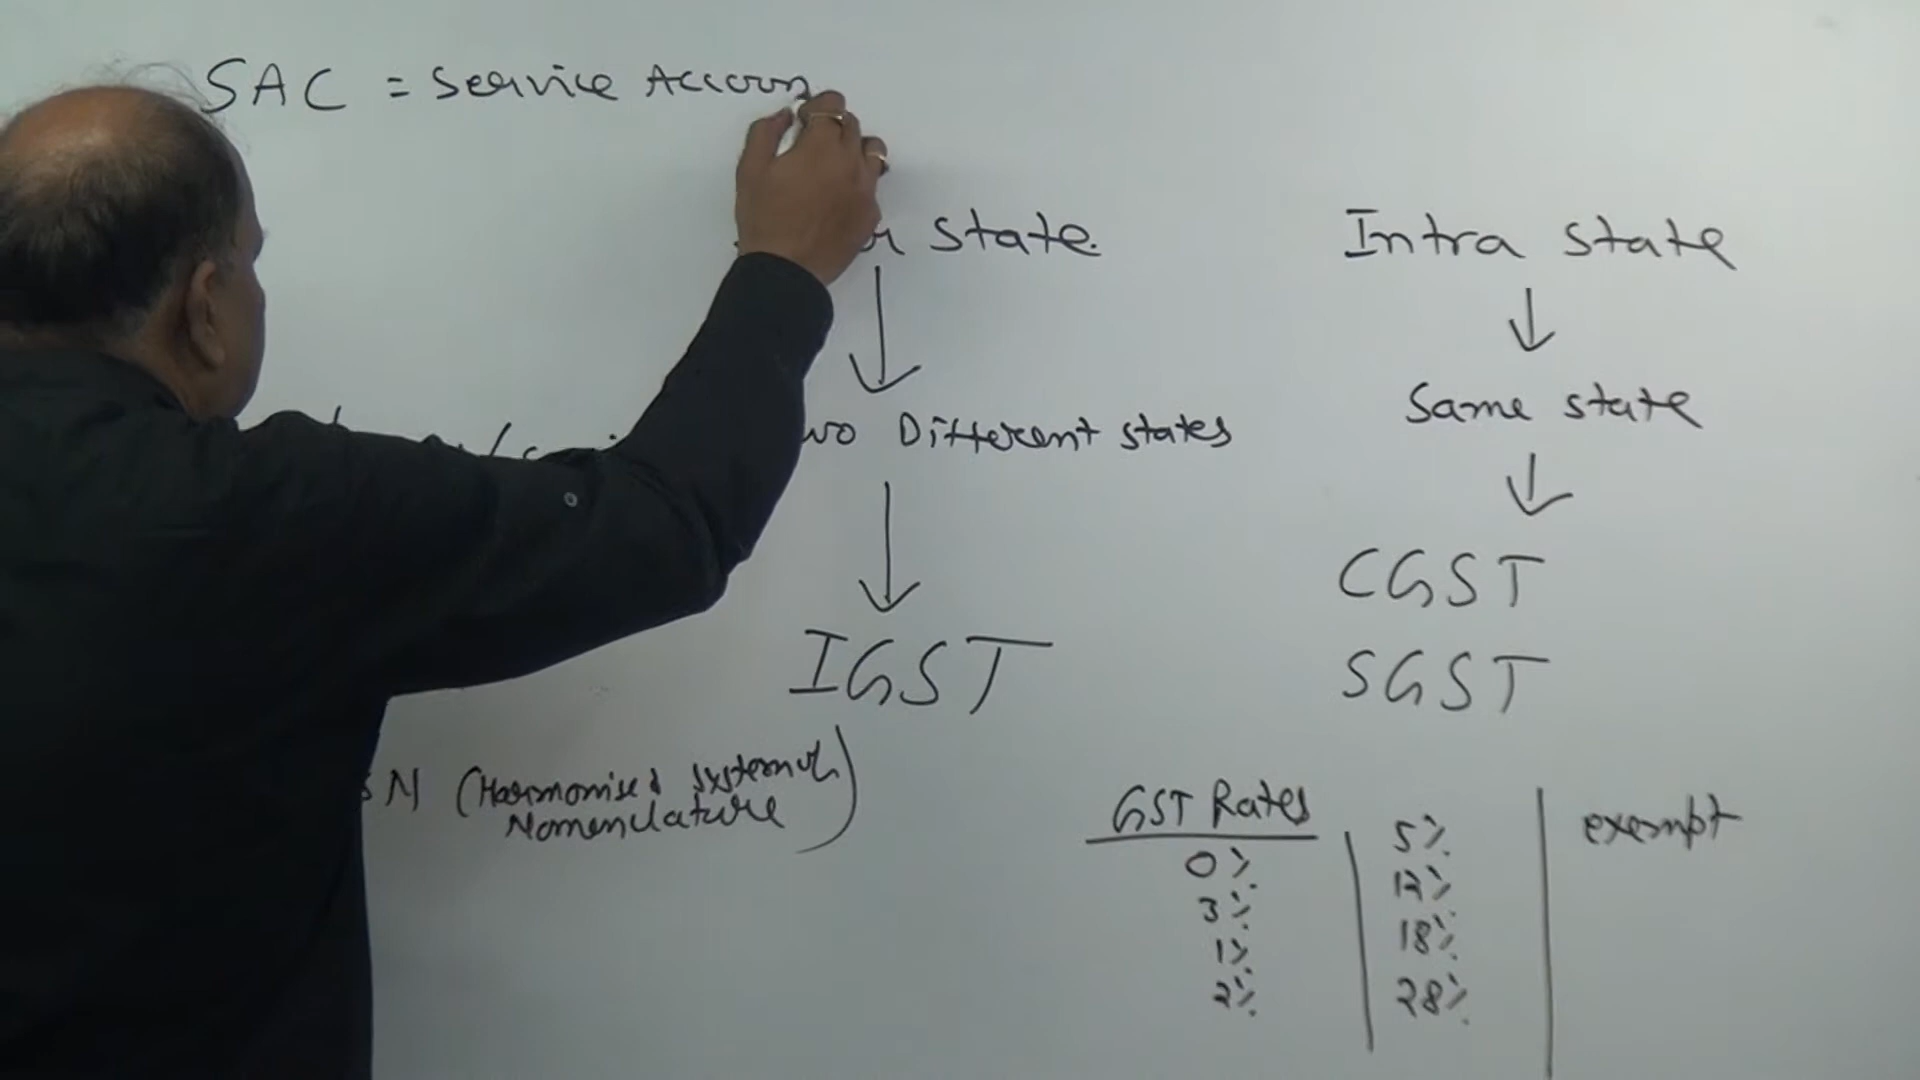 SAC = Service Accoun
state.
Intra state
Same state
Different states
CGST
IGST
SGST
SN (Harmonised System of
Nomenclature)
GST Rates
0%
3%
1%
2%
5%
12%
18%
28%
exempt